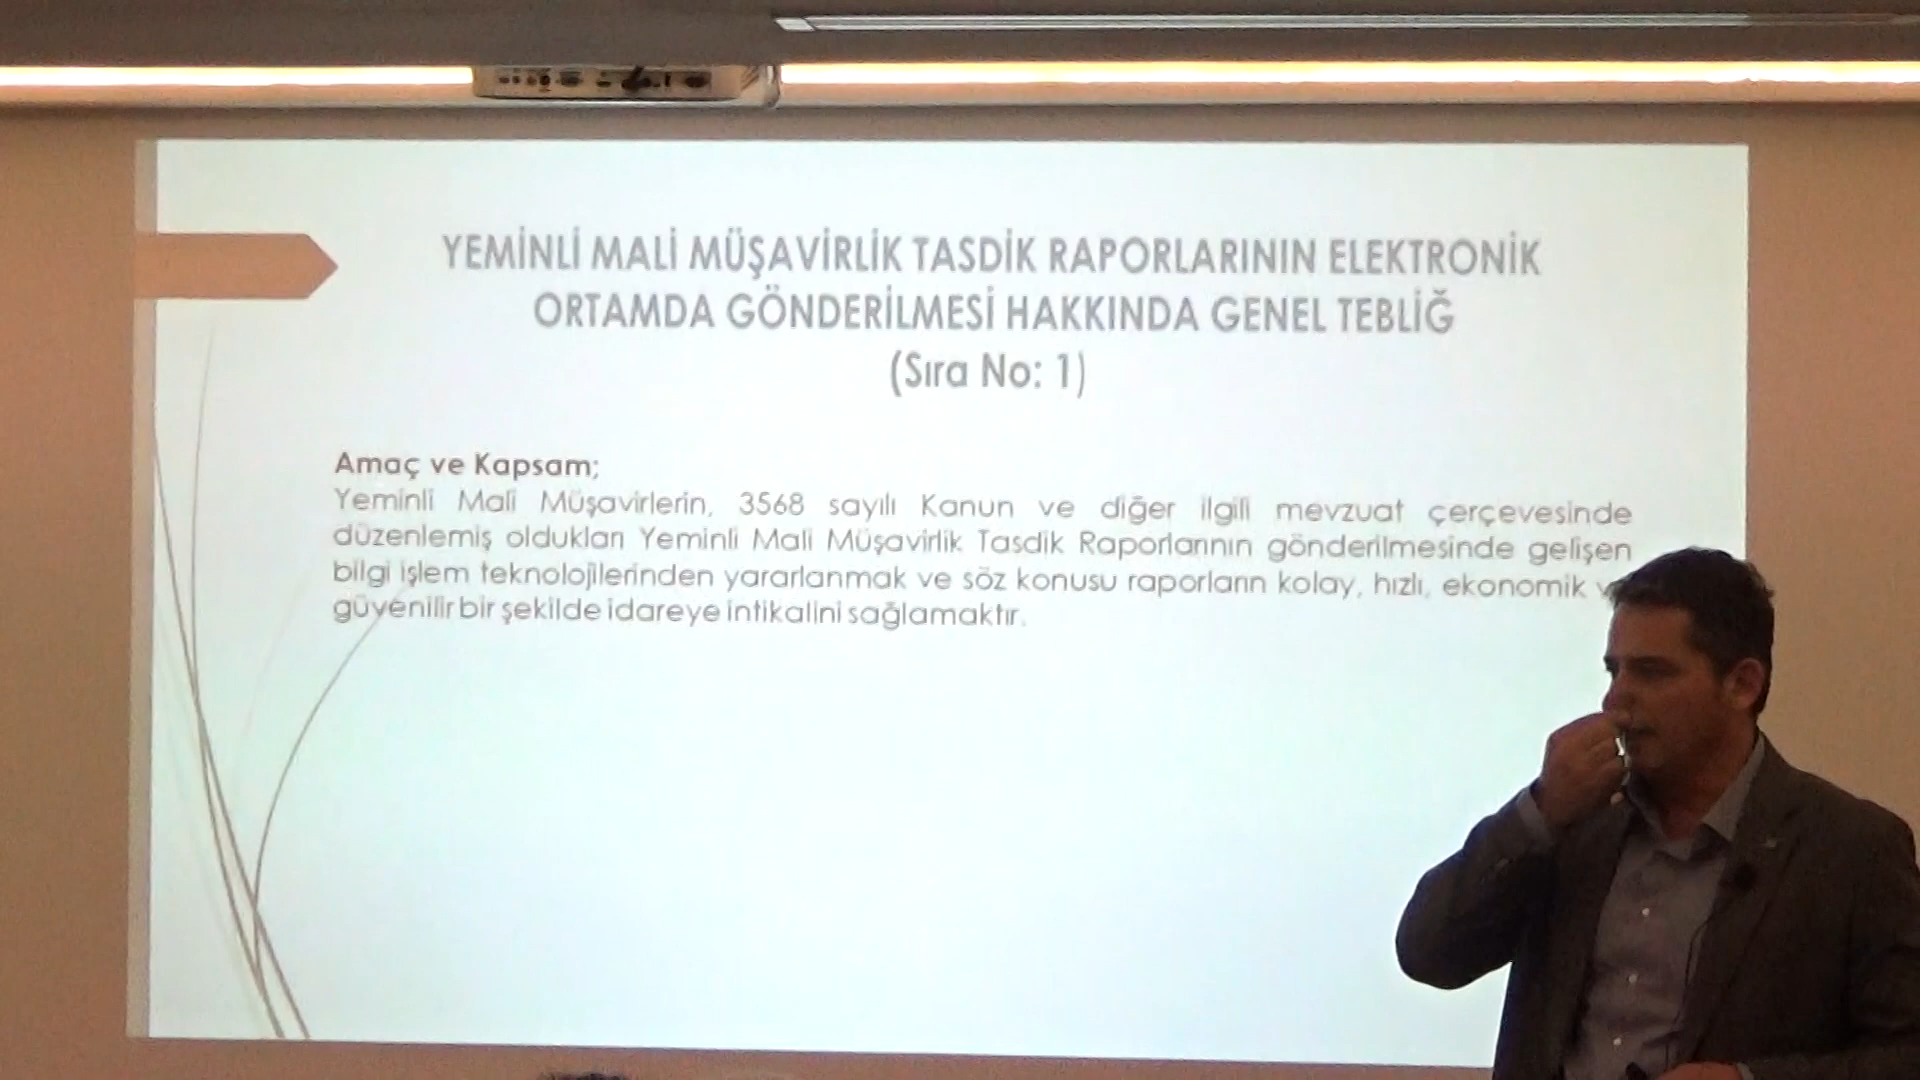 YEMİNLİ MALİ MÜŞAVİRLİK TASDİK RAPORLARININ ELEKTRONİK
ORTAMDA GÖNDERİLMESİ HAKKINDA GENEL TEBLİĞ
(Sıra No: 1)
Amaç ve Kapsam;
Yeminli Mali Müşavirlerin, 3568 sayılı Kanun ve diğer ilgili mevzuat çerçevesinde
düzenlemiş oldukları Yeminli Mali Müşavirlik Tasdik Raporlarının gönderilmesinde gelişen
bilgi işlem teknolojilerinden yararlanmak ve söz konusu raporların kolay, hızlı, ekonomik
güvenilir bir şekilde idareye intikalini sağlamaktır.